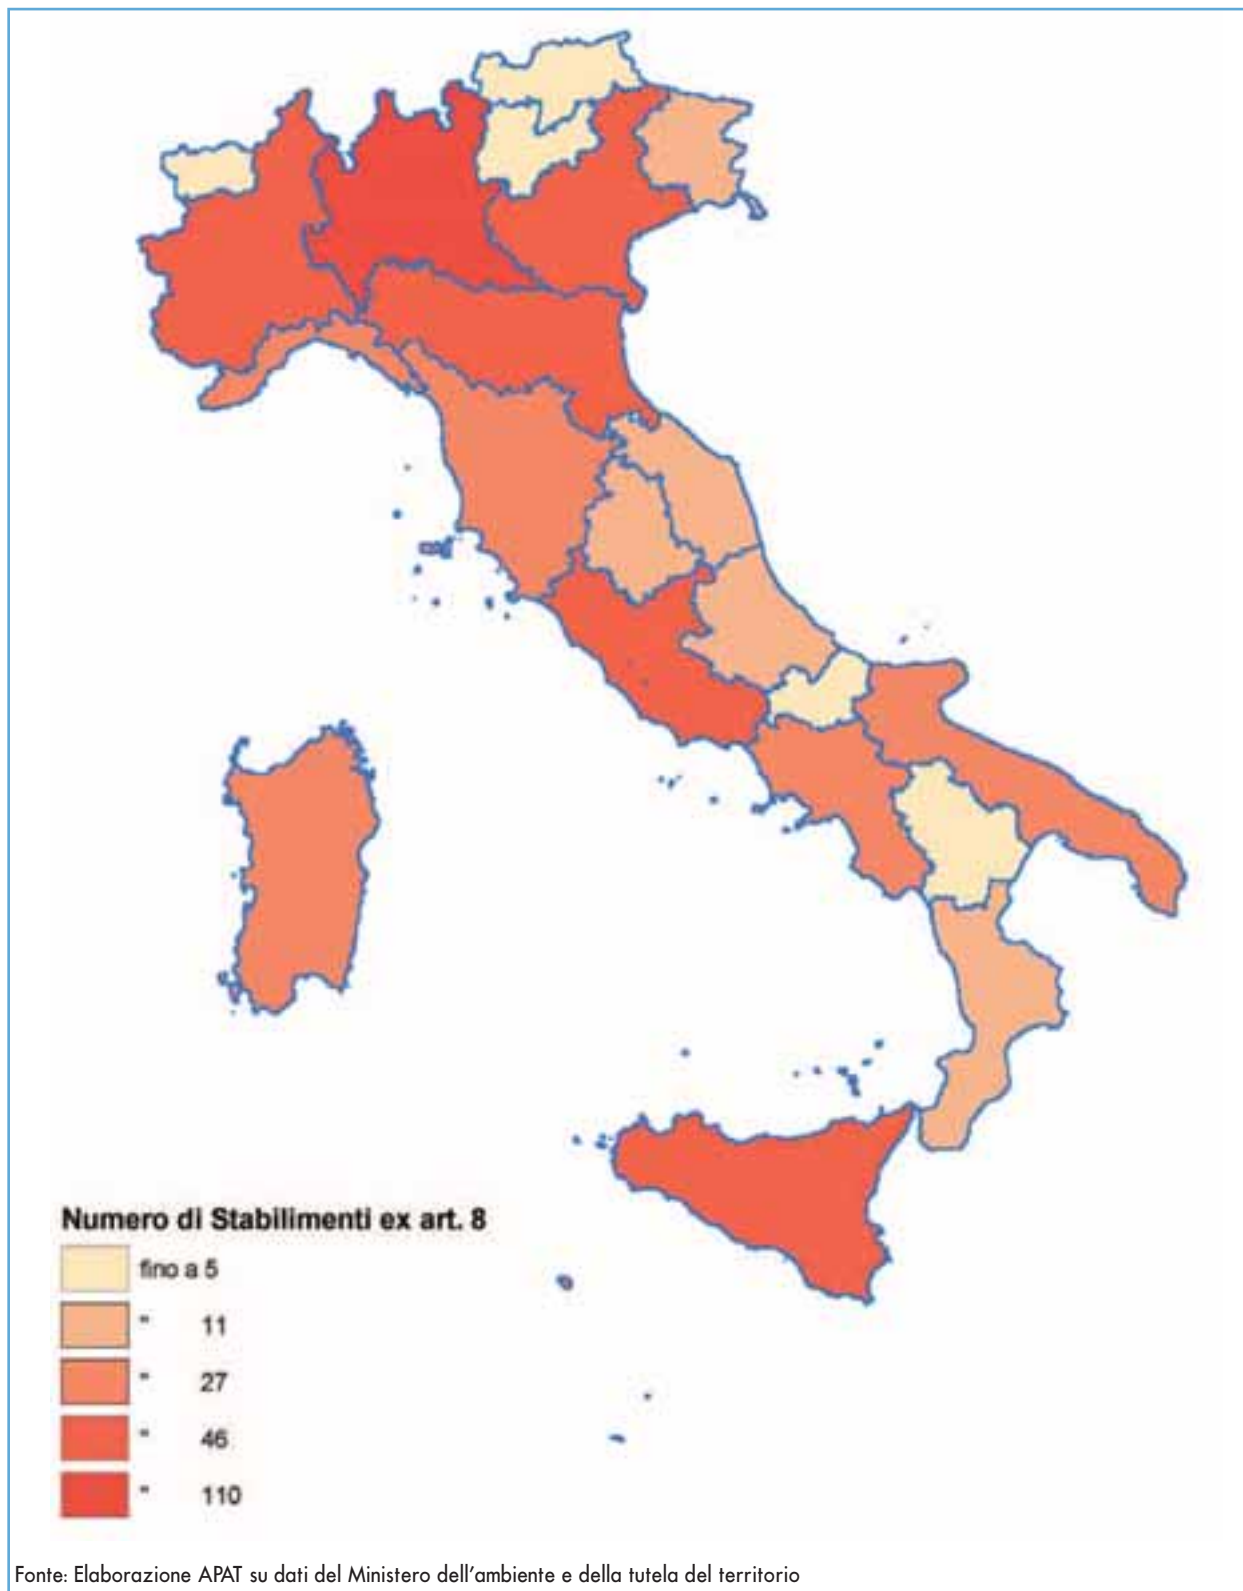 Numero di Stabilimenti ex art. 8
fino a 5
" 11
" 27
" 46
" 110
Fonte: Elaborazione APAT su dati del Ministero dell'ambiente e della tutela del territorio